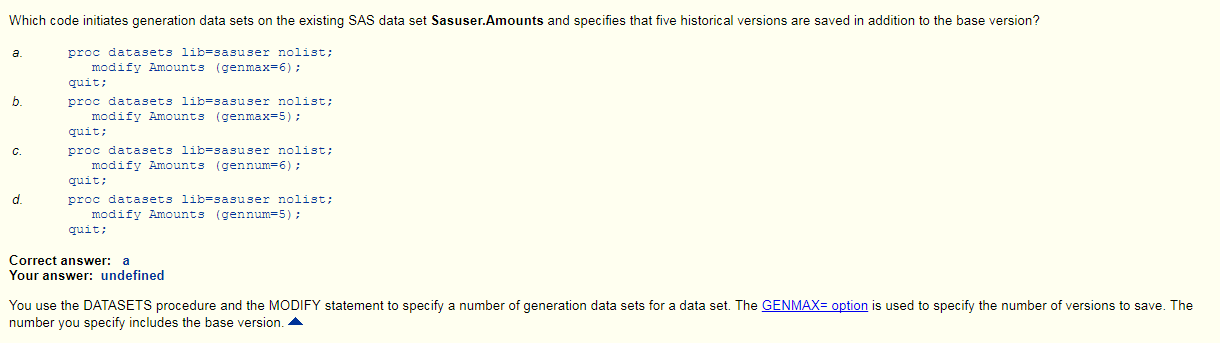 Which code initiates generation data sets on the existing SAS data set Sasuser.Amounts and specifies that five historical versions are saved in addition to the base version?
a. proc datasets lib=sasuser nolist;
modify Amounts (genmax=6);
quit;
b. proc datasets lib=sasuser nolist;
modify Amounts (genmax=5);
quit;
c. proc datasets lib=sasuser nolist;
modify Amounts (gennum=6);
quit;
d. proc datasets lib=sasuser nolist;
modify Amounts (gennum=5);
quit;
Correct answer: a
Your answer: undefined
You use the DATASETS procedure and the MODIFY statement to specify a number of generation data sets for a data set. The GENMAX= option is used to specify the number of versions to save. The
number you specify includes the base version.